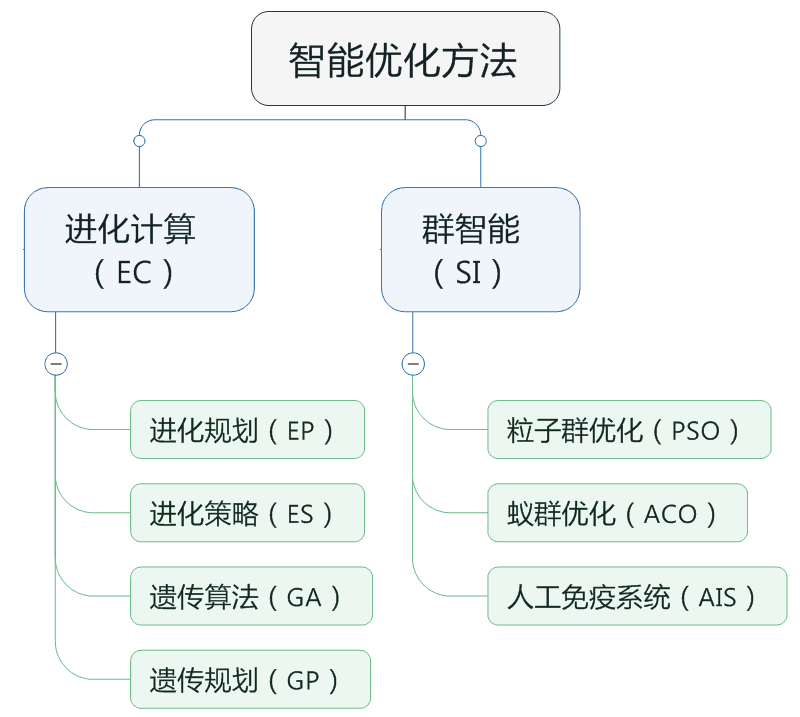 智能优化方法
进化计算
（EC）
群智能
（SI）
进化规划（EP）
进化策略（ES）
遗传算法（GA）
遗传规划（GP）
粒子群优化（PSO）
蚁群优化（ACO）
人工免疫系统（AIS）